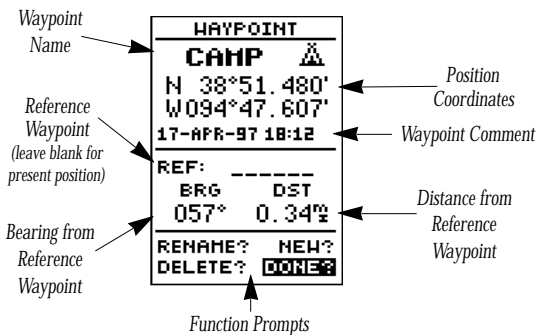 WAYPOINT
Waypoint
Name
CAMP
N 38°51.480'
W094°47.607'
Position
Coordinates
17-APR-97 18:12
Waypoint Comment
Reference
Waypoint
(leave blank for
present position)
REF: ______
BRG DST
057° 0.34nm
Distance from
Reference
Waypoint
Bearing from
Reference
Waypoint
RENAME? NEW?
DELETE? DONE?
Function Prompts